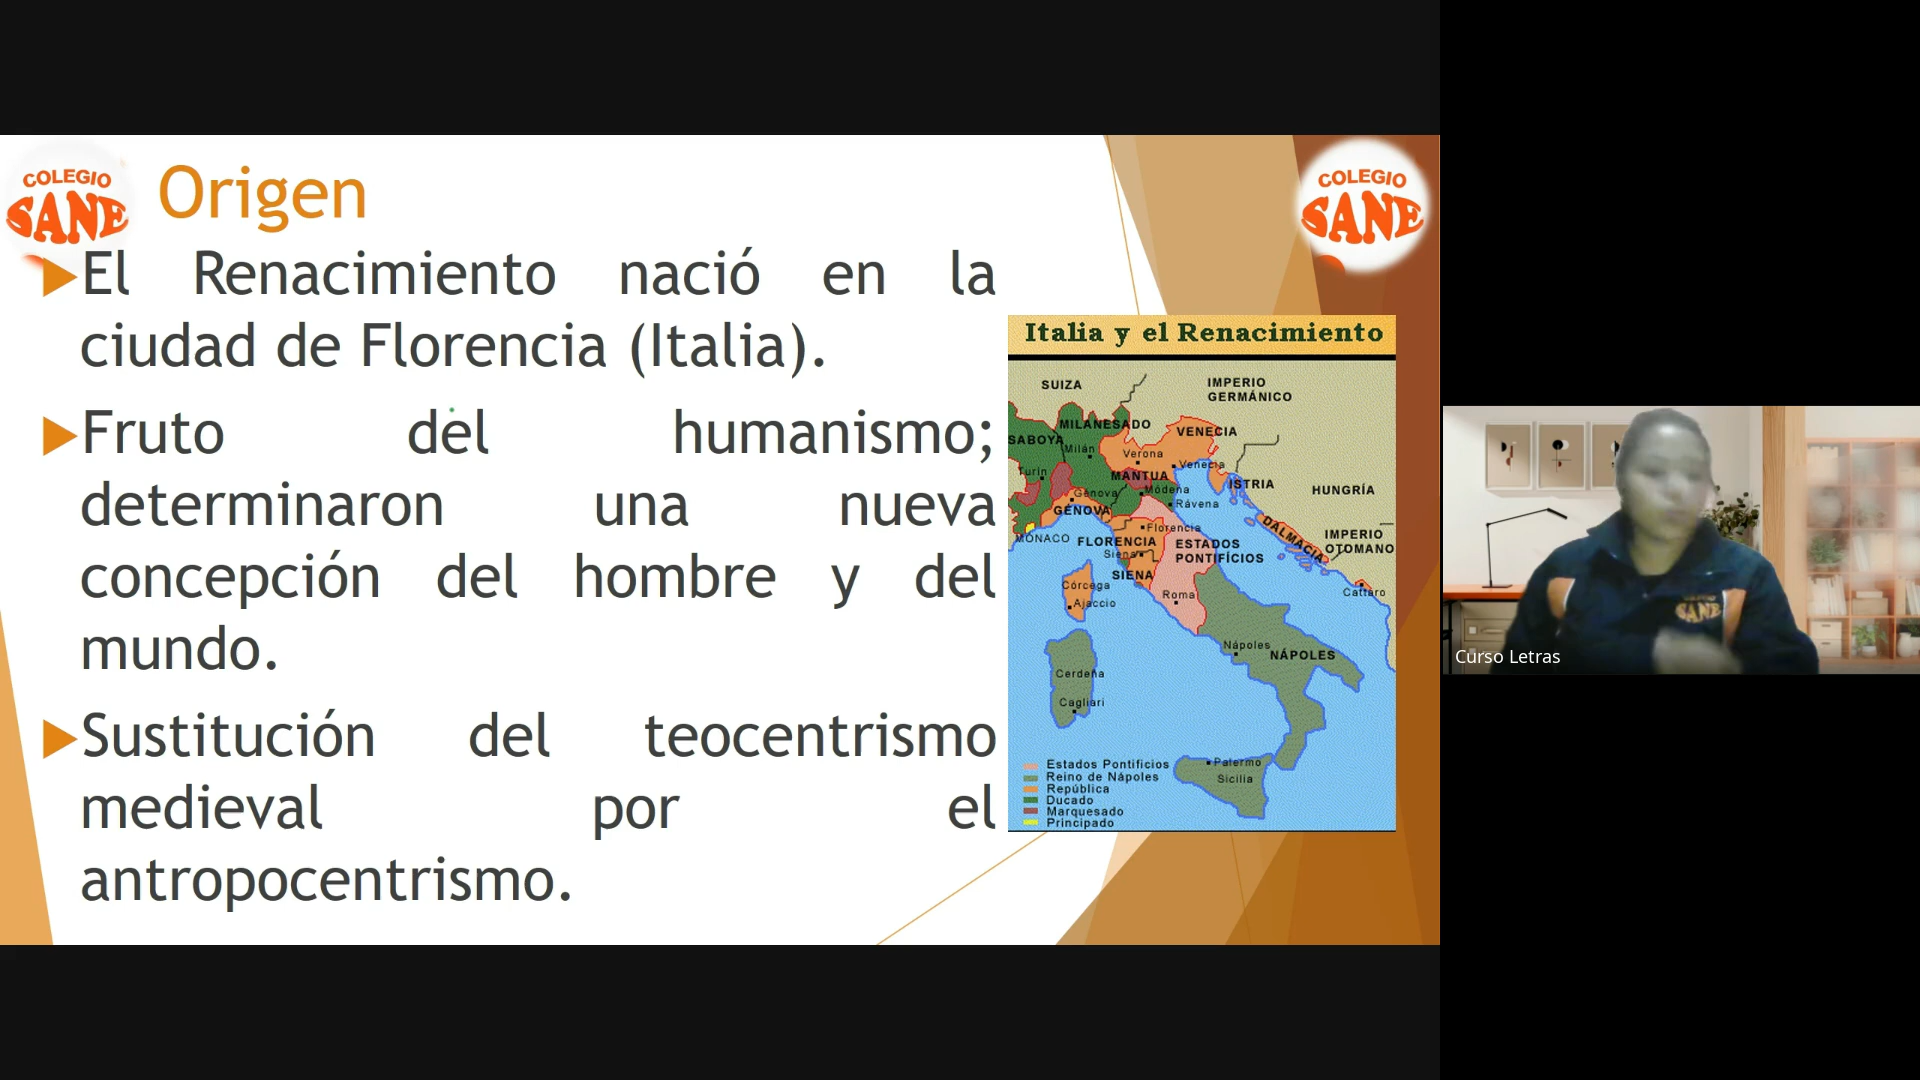 COLEGIO
SANE
Origen
COLEGIO
SANE
El Renacimiento nació en la
ciudad de Florencia (Italia).
Fruto del humanismo;
determinaron una nueva
concepción del hombre y del
mundo.
Sustitución del teocentrismo
medieval por el
antropocentrismo.
Italia y el Renacimiento
SUIZA
IMPERIO
GERMÁNICO
MILANESADO
VENECIA
SABOYA
Milán
Verona
Venecia
Turín
MANTUA
ISTRIA
HUNGRÍA
Génova
Módena
Rávena
GÉNOVA
DALMACIA
Florencia
MÓNACO
FLORENCIA
ESTADOS
PONTIFÍCIOS
IMPERIO
OTOMANO
Siena
SIENA
Córcega
Ajaccio
Roma
Cattaro
Nápoles
NÁPOLES
Cerdeña
Cagliari
Palermo
Sicilia
Estados Pontificios
Reino de Nápoles
República
Ducado
Marquesado
Principado
SANE
Curso Letras